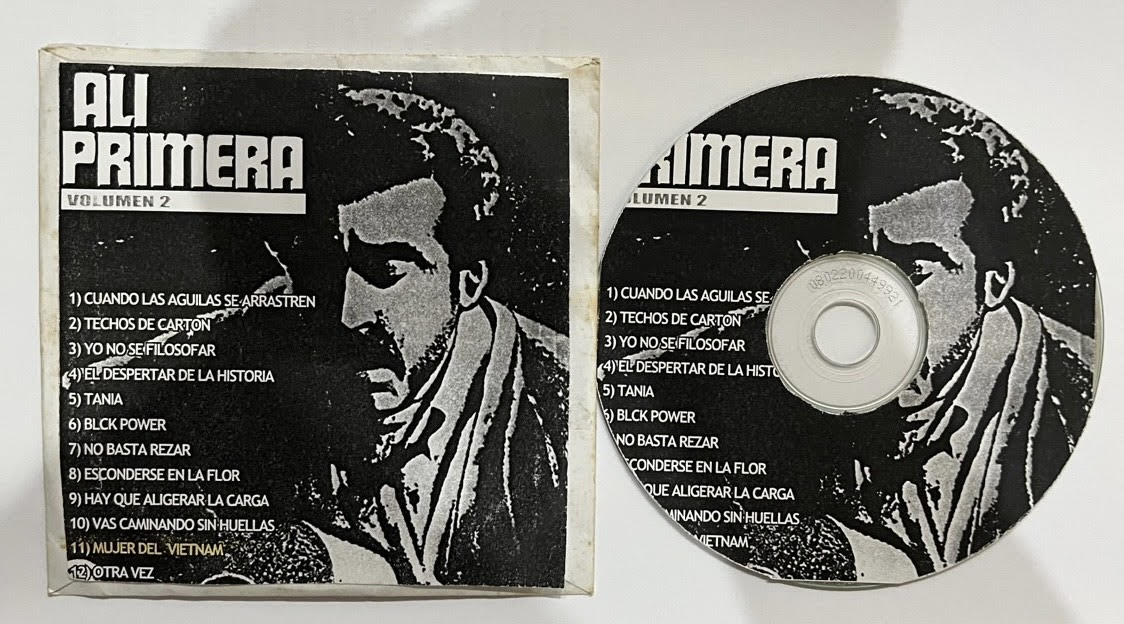 ALI
PRIMERA
VOLUMEN 2
1) CUANDO LAS AGUILAS SE ARRASTREN
2) TECHOS DE CARTON
3) YO NO SE FILOSOFAR
4) EL DESPERTAR DE LA HISTORIA
5) TANIA
6) BLCK POWER
7) NO BASTA REZAR
8) ESCONDERSE EN LA FLOR
9) HAY QUE ALIGERAR LA CARGA
10) VAS CAMINANDO SIN HUELLAS
11) MUJER DEL VIETNAM
12) OTRA VEZ
RIMERA
LUMEN 2
1) CUANDO LAS AGUILAS SE
2) TECHOS DE CARTON
3) YO NO SE FILOSOFAR
4) EL DESPERTAR DE LA HISTO
5) TANIA
6) BLCK POWER
NO BASTA REZAR
SCONDERSE EN LA FLOR
QUE ALIGERAR LA CARGA
MINANDO SIN HUELLAS
VIETNAM